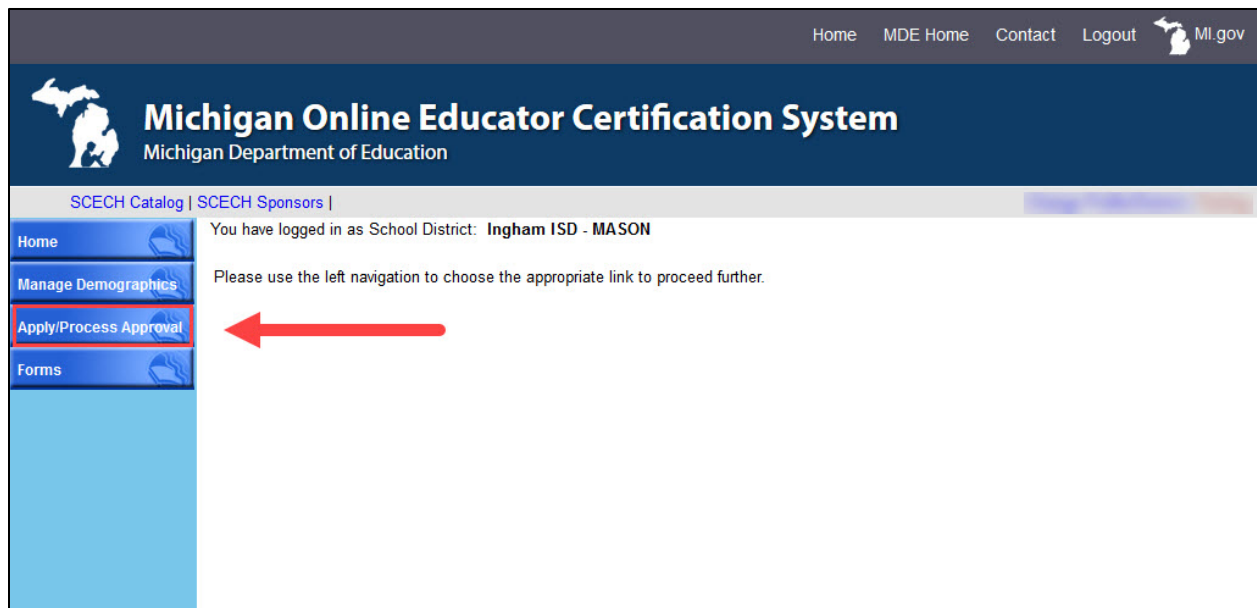 Home MDE Home Contact Logout MI.gov
Michigan Online Educator Certification System
Michigan Department of Education
SCECH Catalog | SCECH Sponsors |
Home
You have logged in as School District: Ingham ISD - MASON
Manage Demographics
Please use the left navigation to choose the appropriate link to proceed further.
Apply/Process Approval
Forms